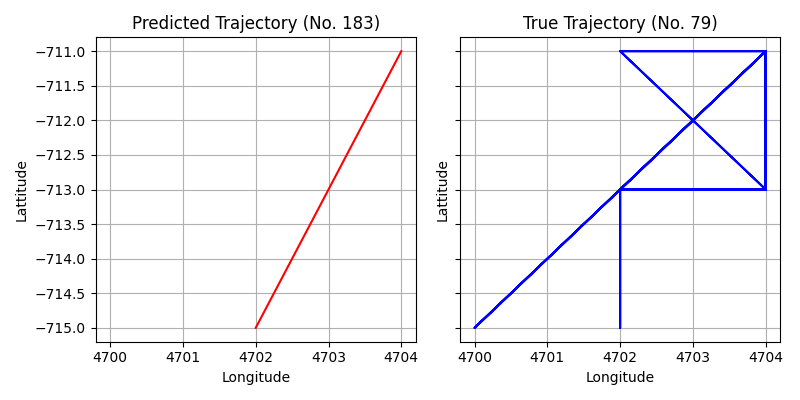 Predicted Trajectory (No. 183)
True Trajectory (No. 79)
Lattitude
−711.0
−711.5
−712.0
−712.5
−713.0
−713.5
−714.0
−714.5
−715.0
4700 4701 4702 4703 4704
Longitude
Lattitude
4700 4701 4702 4703 4704
Longitude